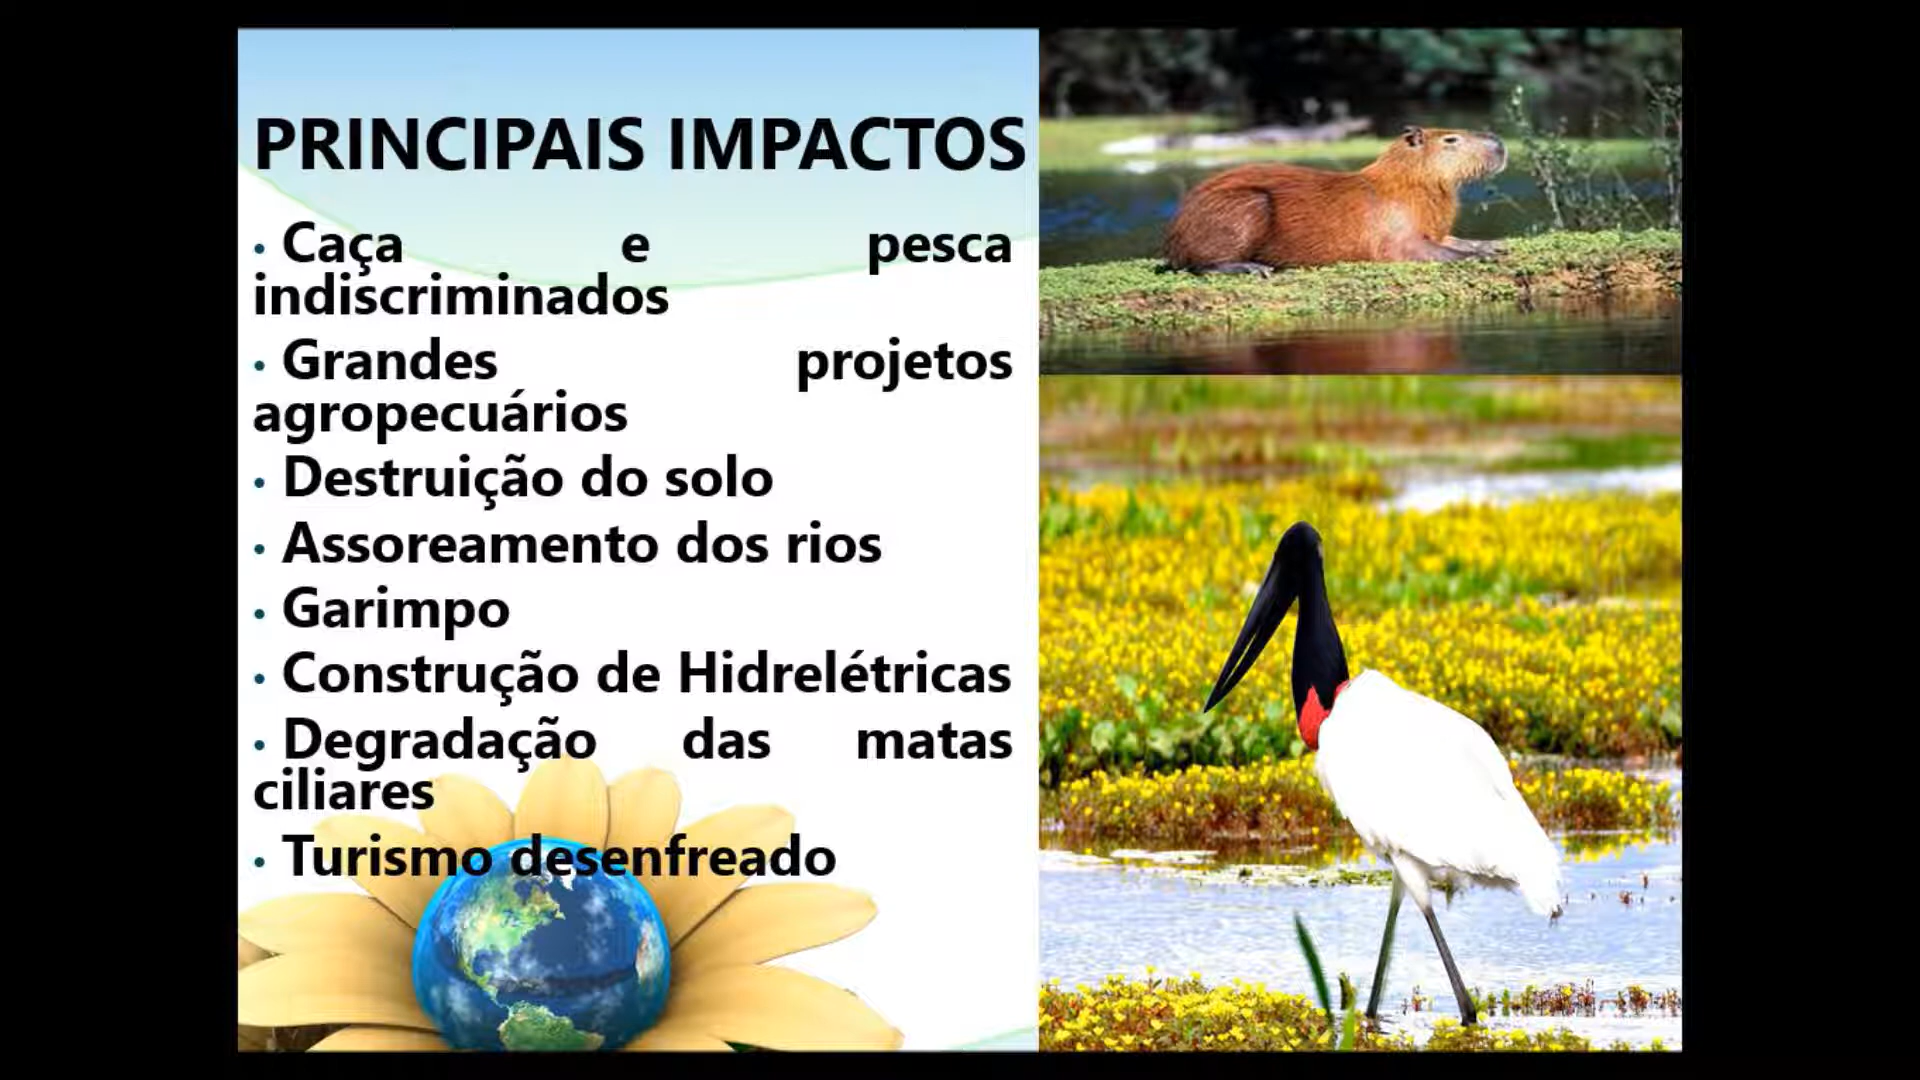 PRINCIPAIS IMPACTOS
• Caça e pesca
indiscriminados
• Grandes projetos
agropecuários
• Destruição do solo
• Assoreamento dos rios
• Garimpo
• Construção de Hidrelétricas
• Degradação das matas
ciliares
• Turismo desenfreado